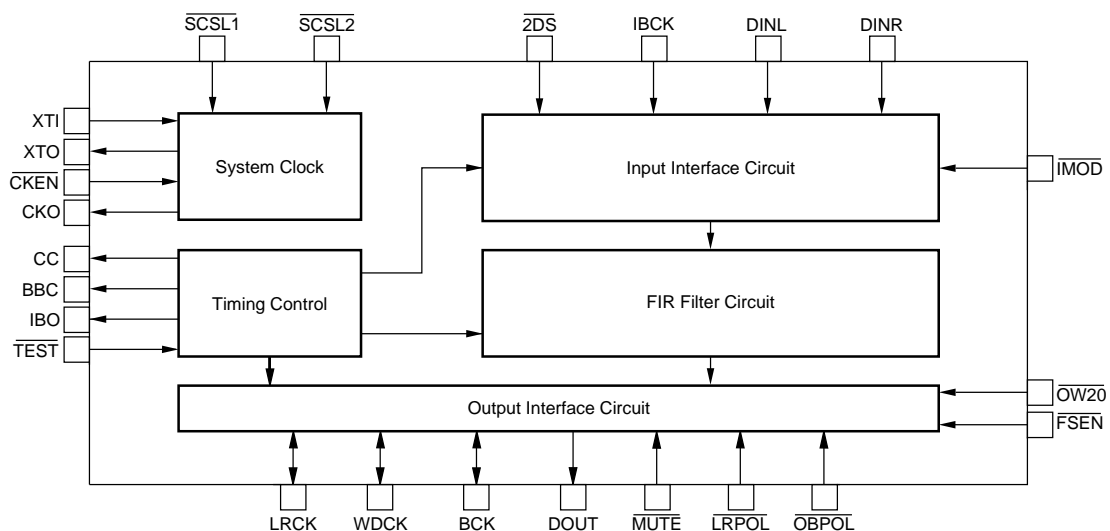 SCSL1 SCSL2 2DS IBCK DINL DINR
XTI
XTO
CKEN
CKO
System Clock
Input Interface Circuit
IMOD
CC
BBC
IBO
TEST
Timing Control
FIR Filter Circuit
Output Interface Circuit
OW20
FSEN
LRCK WDCK BCK DOUT MUTE LRPOL OBPOL